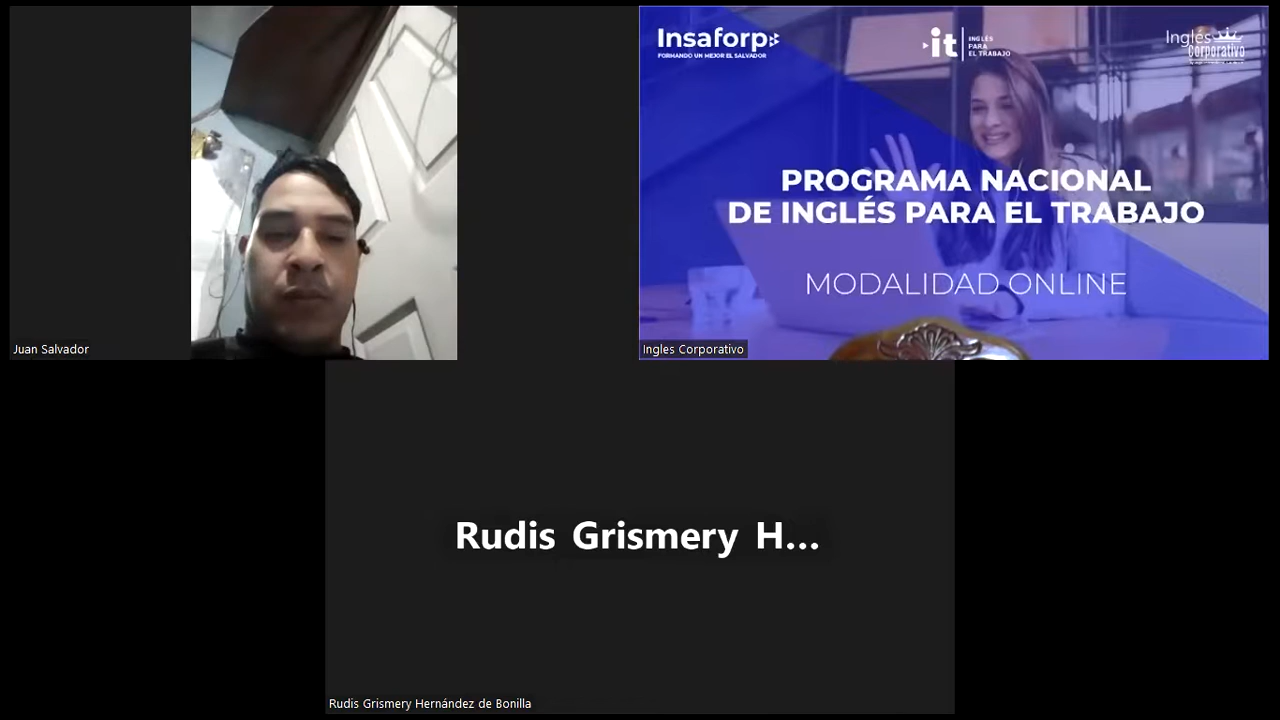 Insaforp
FORMANDO UN MEJOR EL SALVADOR
it
INGLÉS
PARA
EL TRABAJO
Inglés
Corporativo
PROGRAMA NACIONAL
DE INGLÉS PARA EL TRABAJO
MODALIDAD ONLINE
Juan Salvador
Ingles Corporativo
Rudis Grismery H...
Rudis Grismery Hernández de Bonilla